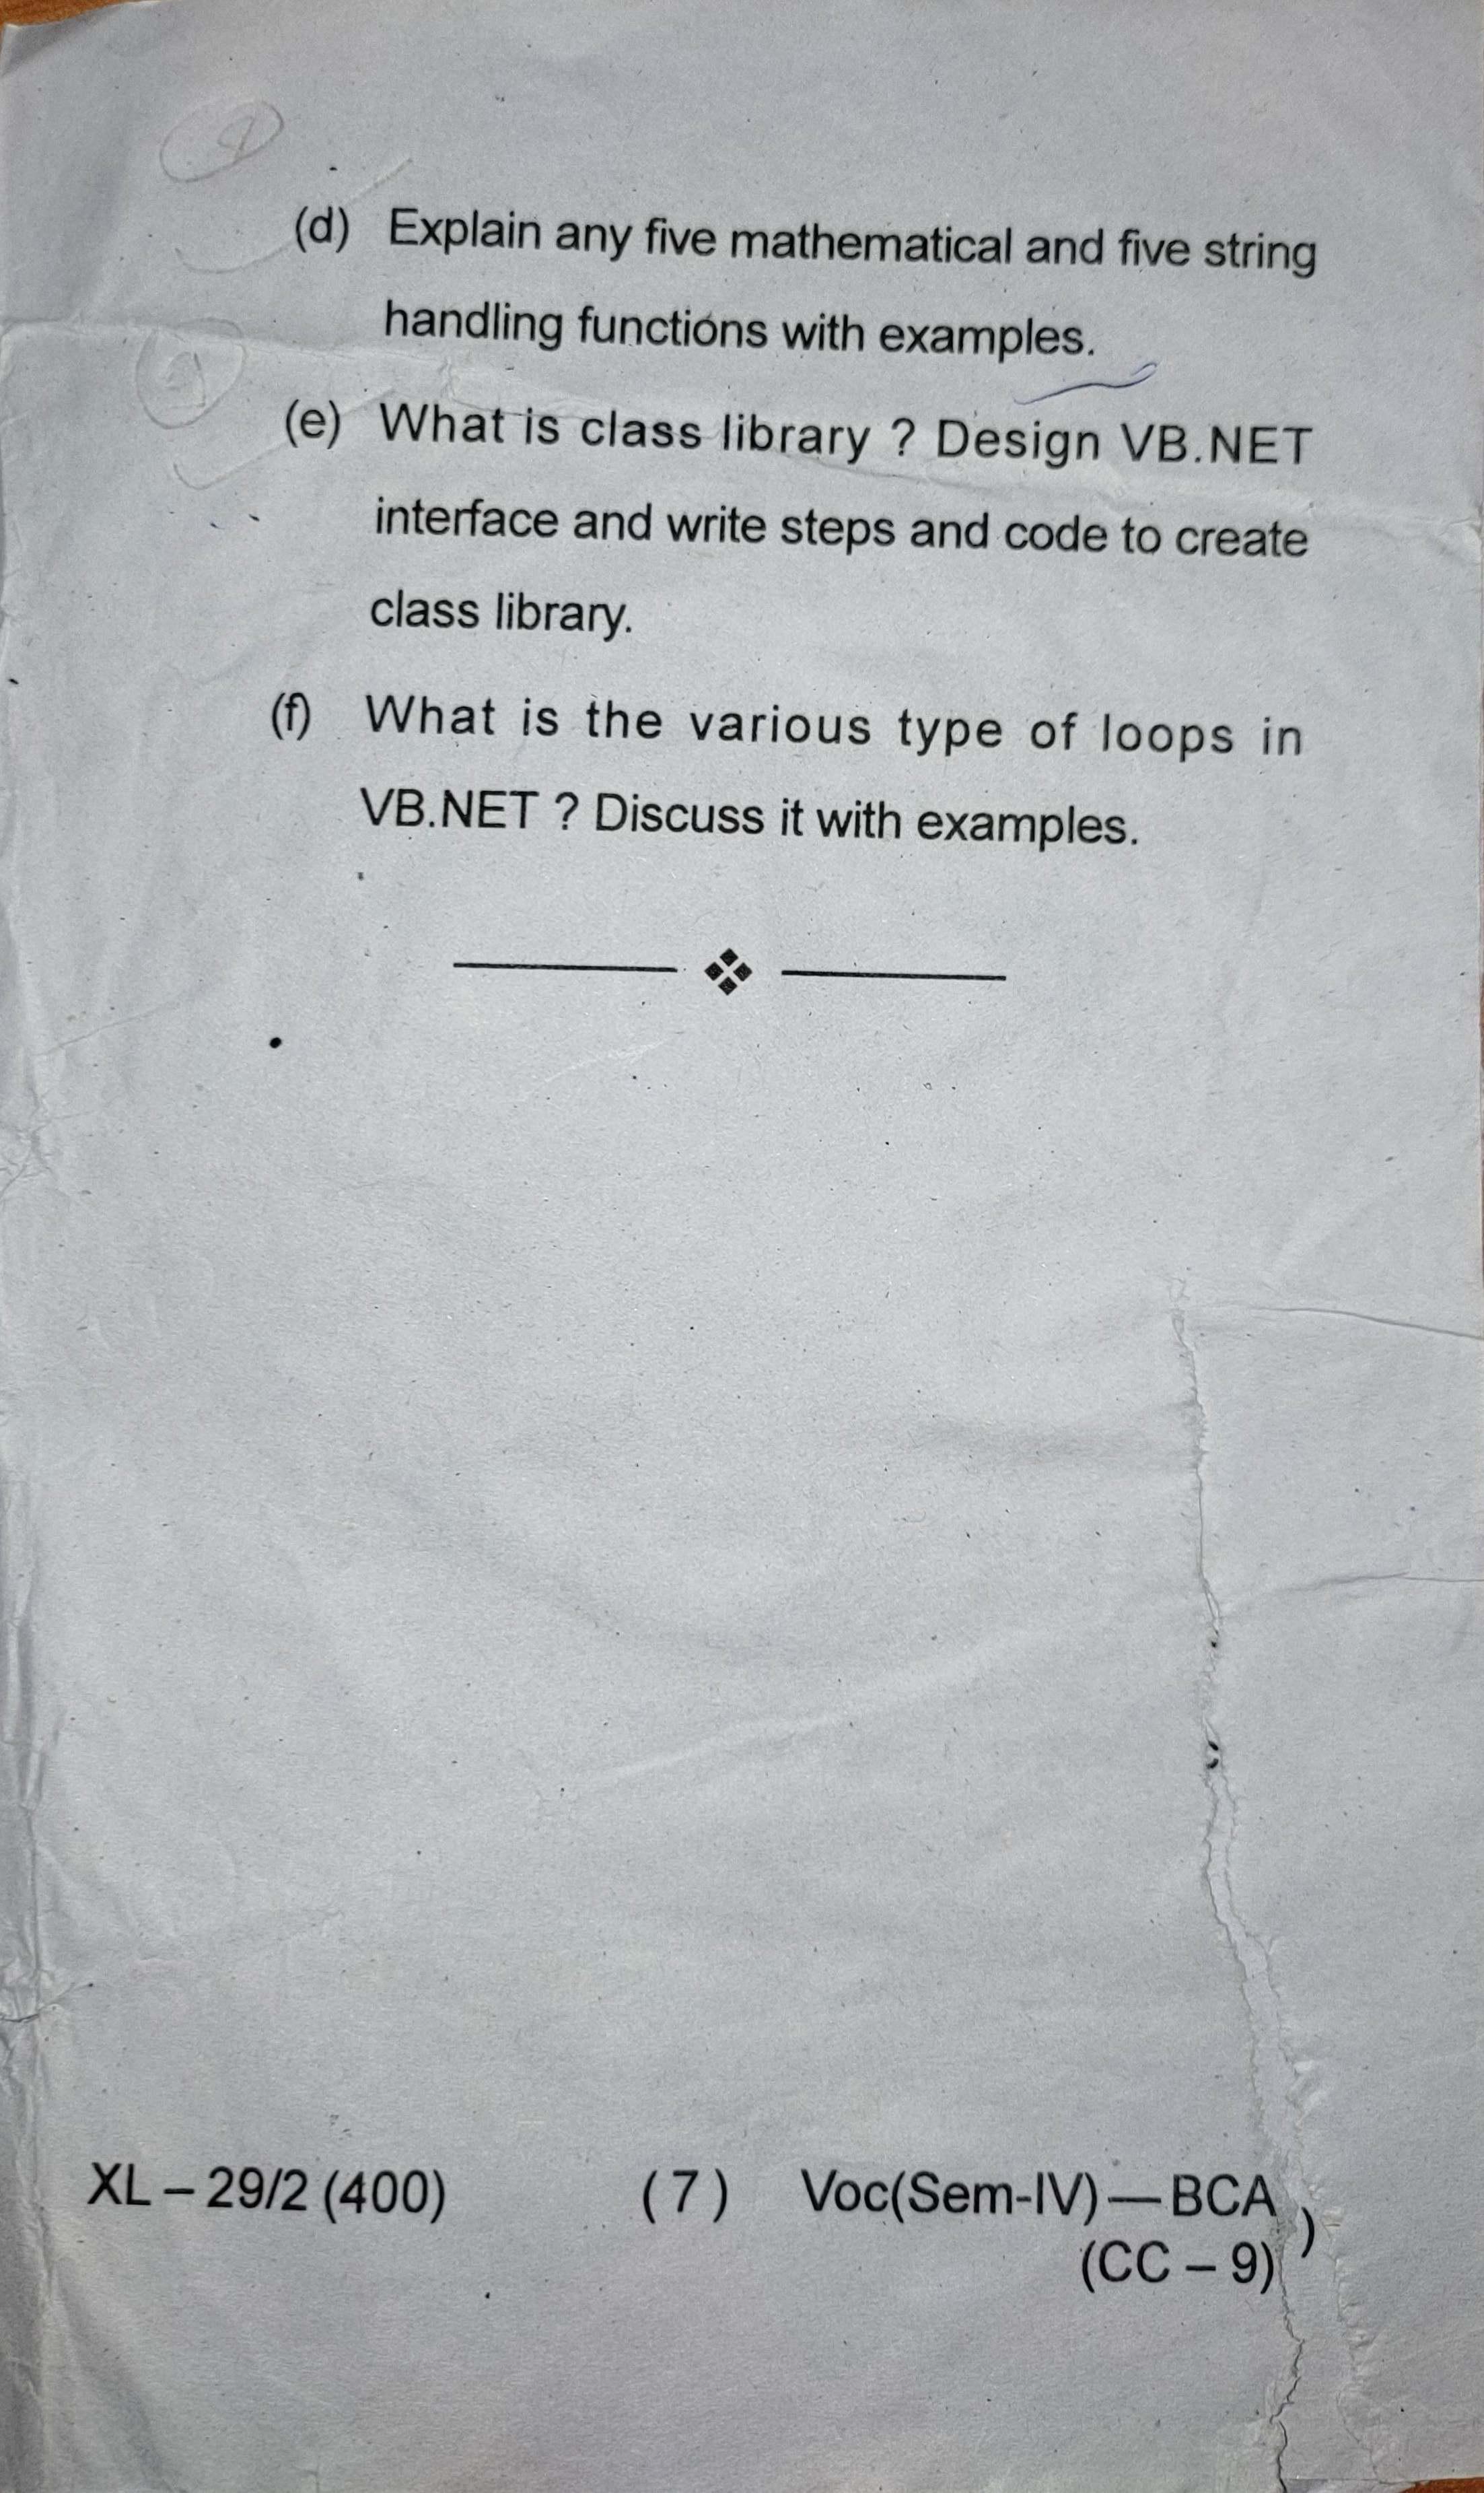 (d) Explain any five mathematical and five string
handling functions with examples.
(e) What is class library ? Design VB.NET
interface and write steps and code to create
class library.
(f) What is the various type of loops in
VB.NET ? Discuss it with examples.
XL – 29/2 (400) ( 7 ) Voc(Sem-IV) — BCA
(CC – 9)